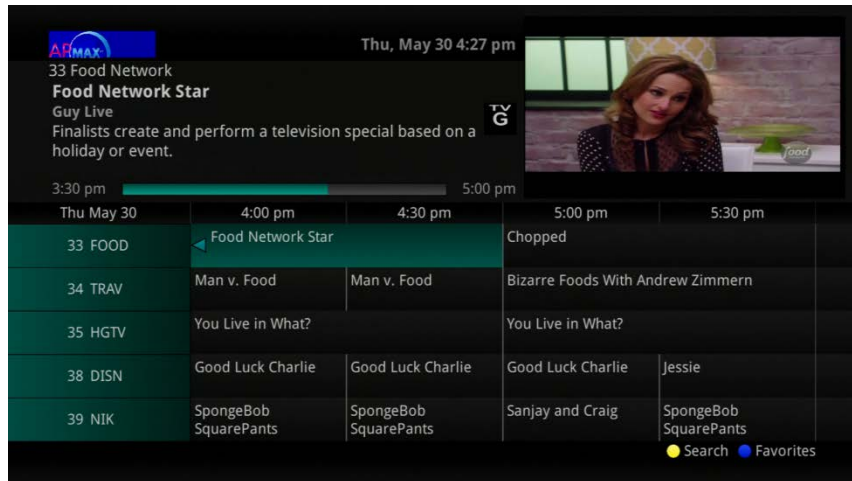 ARMAX
Thu, May 30 4:27 pm
33 Food Network
Food Network Star
Guy Live
TV
G
Finalists create and perform a television special based on a
holiday or event.
food
3:30 pm 5:00 pm
Thu May 30 4:00 pm 4:30 pm 5:00 pm 5:30 pm
33 FOOD Food Network Star Chopped
34 TRAV Man v. Food Man v. Food Bizarre Foods With Andrew Zimmern
35 HGTV You Live in What? You Live in What?
38 DISN Good Luck Charlie Good Luck Charlie Good Luck Charlie Jessie
39 NIK SpongeBob SquarePants SpongeBob SquarePants Sanjay and Craig SpongeBob SquarePants
Search Favorites